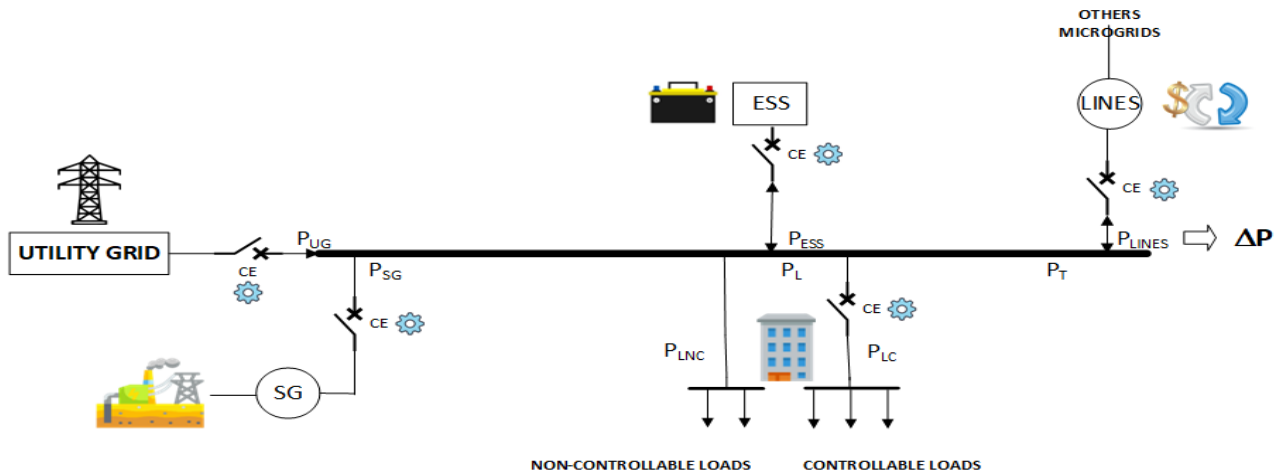 OTHERS
MICROGRIDS
ESS
LINES
$
CE
CE
UTILITY GRID
P_UG
P_ESS
P_LINES
ΔP
CE
P_SG
P_L
P_T
CE
CE
P_LNC
P_LC
SG
NON-CONTROLLABLE LOADS
CONTROLLABLE LOADS